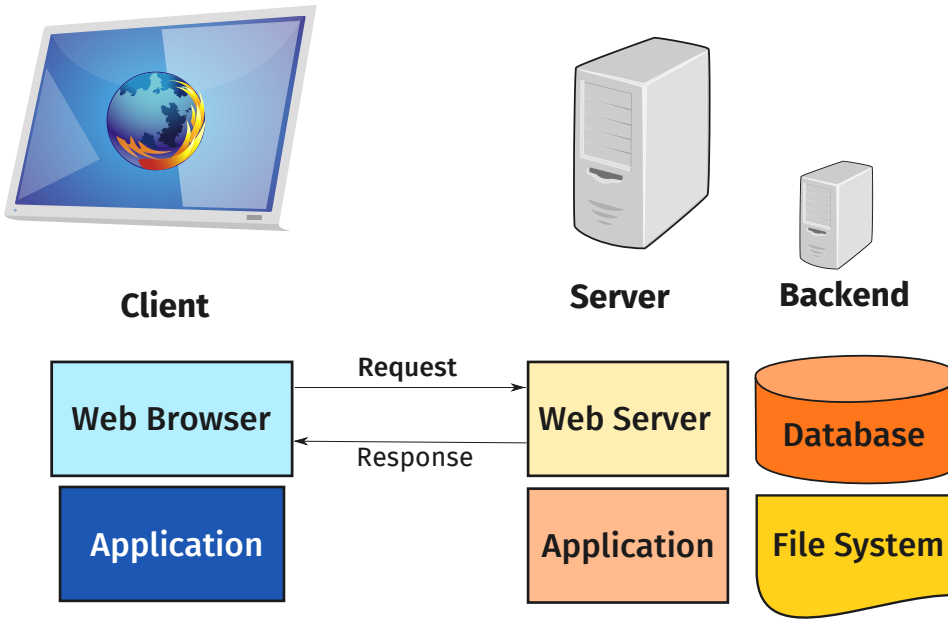 Client
Server
Backend
Web Browser
Request
Response
Web Server
Database
Application
Application
File System